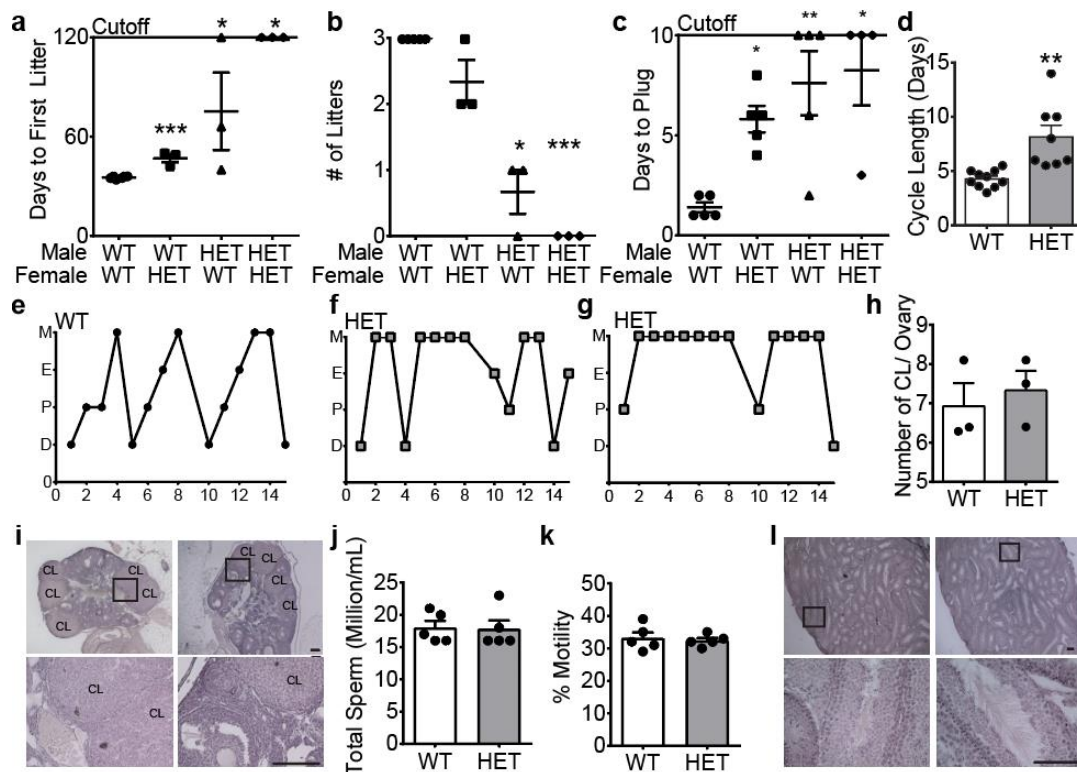 a
Cutoff
Days to First Litter
120
60
0
*** * *
Male WT WT HET HET
Female WT HET WT HET
b
# of Litters
3
2
1
0
* ***
WT WT HET HET
WT HET WT HET
c
Cutoff
Days to Plug
10
5
0
* ** *
Male WT WT HET HET
Female WT HET WT HET
d
Cycle Length (Days)
15
10
5
0
**
WT HET
e
WT
M
E
P
D
0
0 2 4 6 8 10 12 14
f
HET
M
E
P
D
0 2 4 6 8 10 12 14
g
HET
M
E
P
D
0 2 4 6 8 10 12 14
h
Number of CL/ Ovary
9
8
7
6
5
WT HET
i
CL CL
CL CL
CL
CL
CL
CL
CL
CL
CL
CL
CL
j
Total Sperm (Million/mL)
25
20
15
10
5
0
WT HET
k
% Motility
50
40
30
20
10
0
WT HET
l